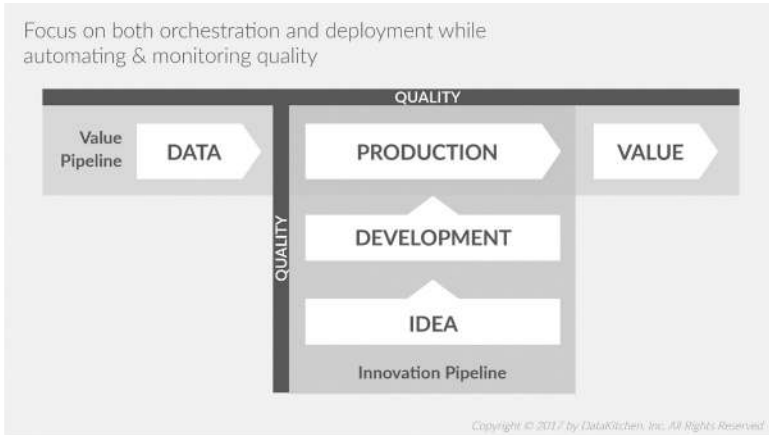 Focus on both orchestration and deployment while
automating & monitoring quality
QUALITY
Value
Pipeline
DATA
PRODUCTION
VALUE
QUALITY
DEVELOPMENT
IDEA
Innovation Pipeline
Copyright © 2017 by DataKitchen, Inc. All Rights Reserved